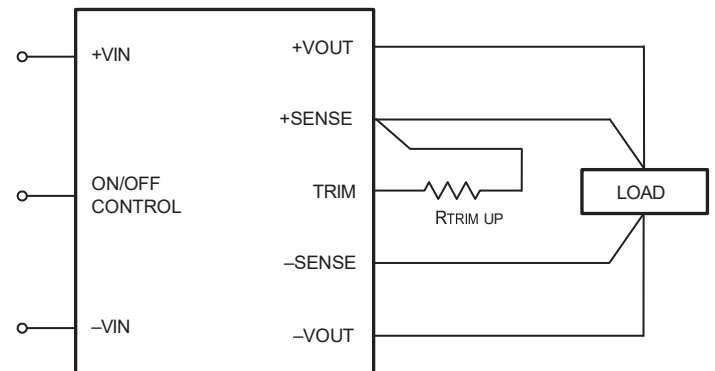 +VIN
ON/OFF
CONTROL
–VIN
+VOUT
+SENSE
TRIM
–SENSE
–VOUT
RTRIM UP
LOAD